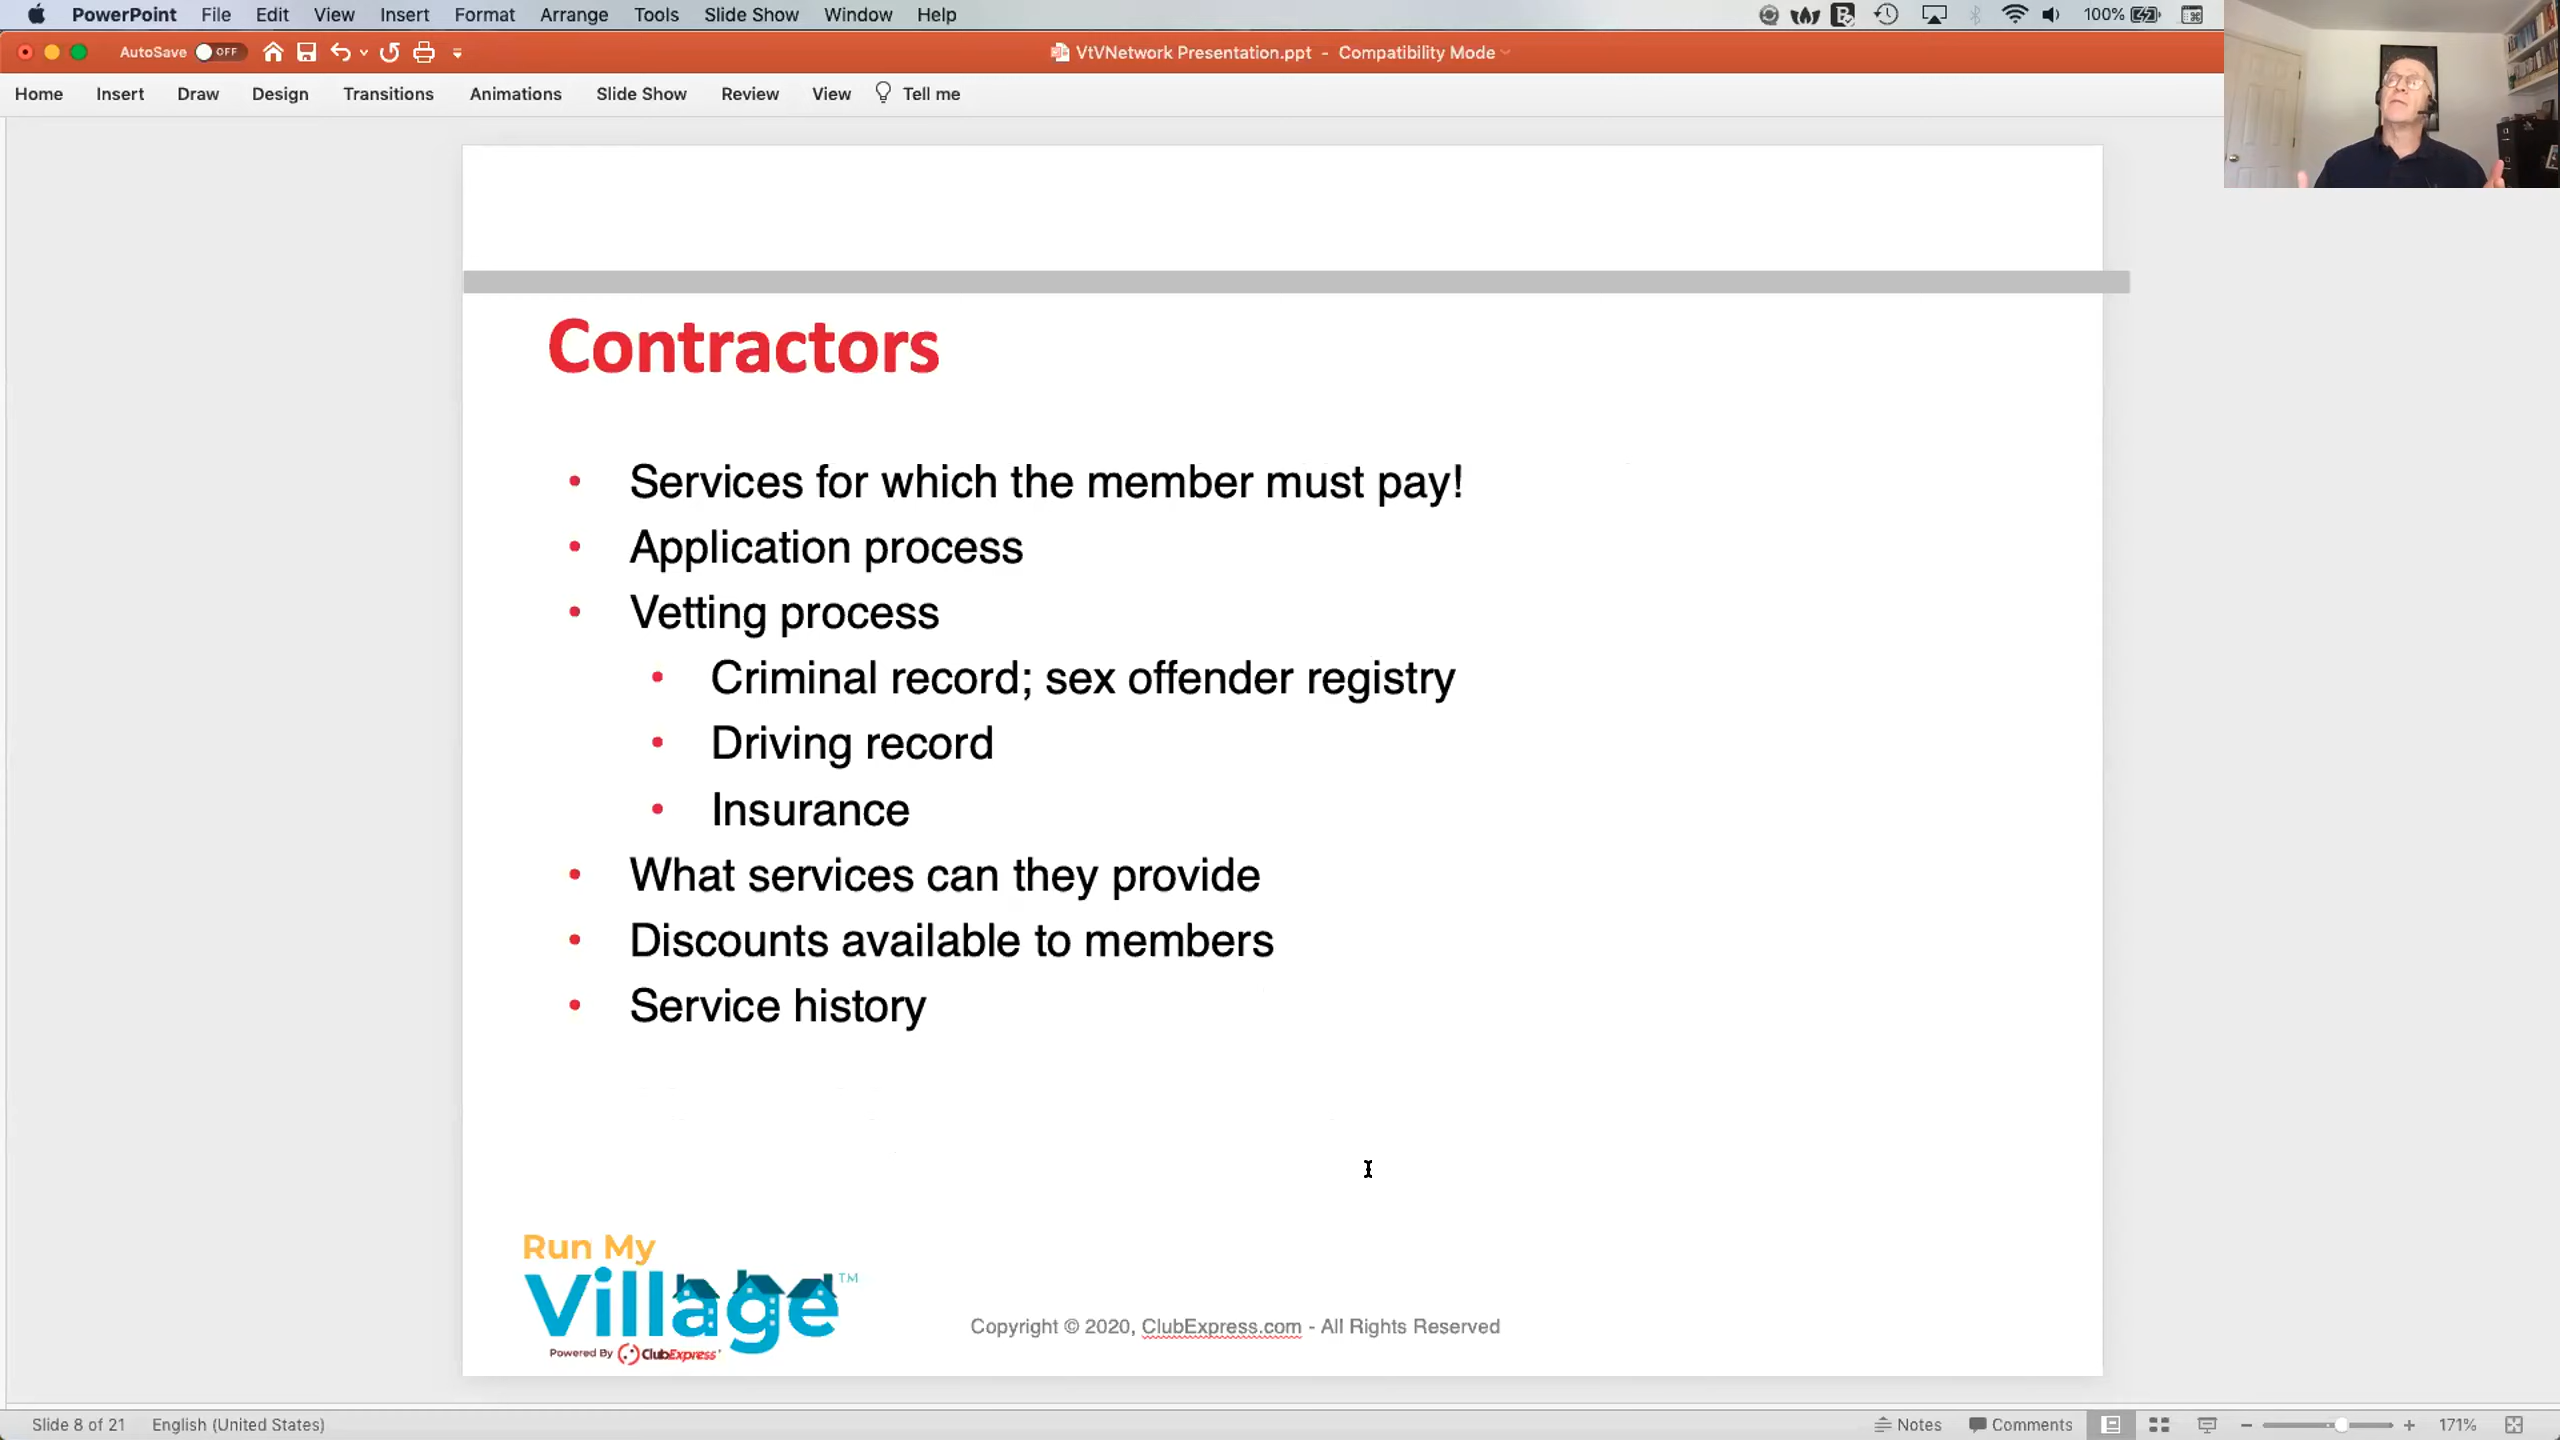 PowerPoint File Edit View Insert Format Arrange Tools Slide Show Window Help 100%
AutoSave OFF VtVNetwork Presentation.ppt - Compatibility Mode
Home Insert Draw Design Transitions Animations Slide Show Review View Tell me
Contractors
• Services for which the member must pay!
• Application process
• Vetting process
• Criminal record; sex offender registry
• Driving record
• Insurance
• What services can they provide
• Discounts available to members
• Service history
Run My
Village™
Powered By ClubExpress
Copyright © 2020, ClubExpress.com - All Rights Reserved
Slide 8 of 21 English (United States) Notes Comments 171%